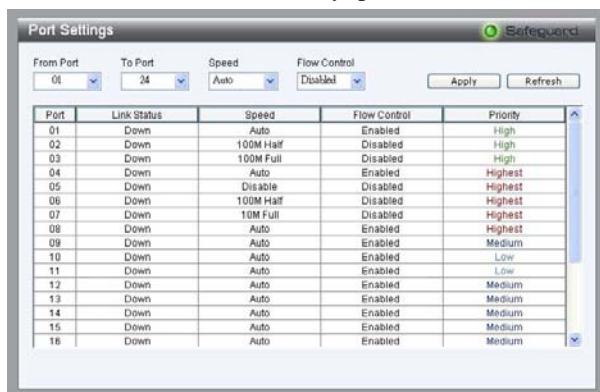 Port Settings Safeguard
From Port To Port Speed Flow Control
01 24 Auto Disabled Apply Refresh
Port Link Status Speed Flow Control Priority
01 Down Auto Enabled High
02 Down 100M Half Disabled High
03 Down 100M Full Disabled High
04 Down Auto Enabled Highest
05 Down Disable Disabled Highest
06 Down 100M Half Disabled Highest
07 Down 10M Full Disabled Highest
08 Down Auto Enabled Highest
09 Down Auto Enabled Medium
10 Down Auto Enabled Low
11 Down Auto Enabled Low
12 Down Auto Enabled Medium
13 Down Auto Enabled Medium
14 Down Auto Enabled Medium
15 Down Auto Enabled Medium
16 Down Auto Enabled Medium